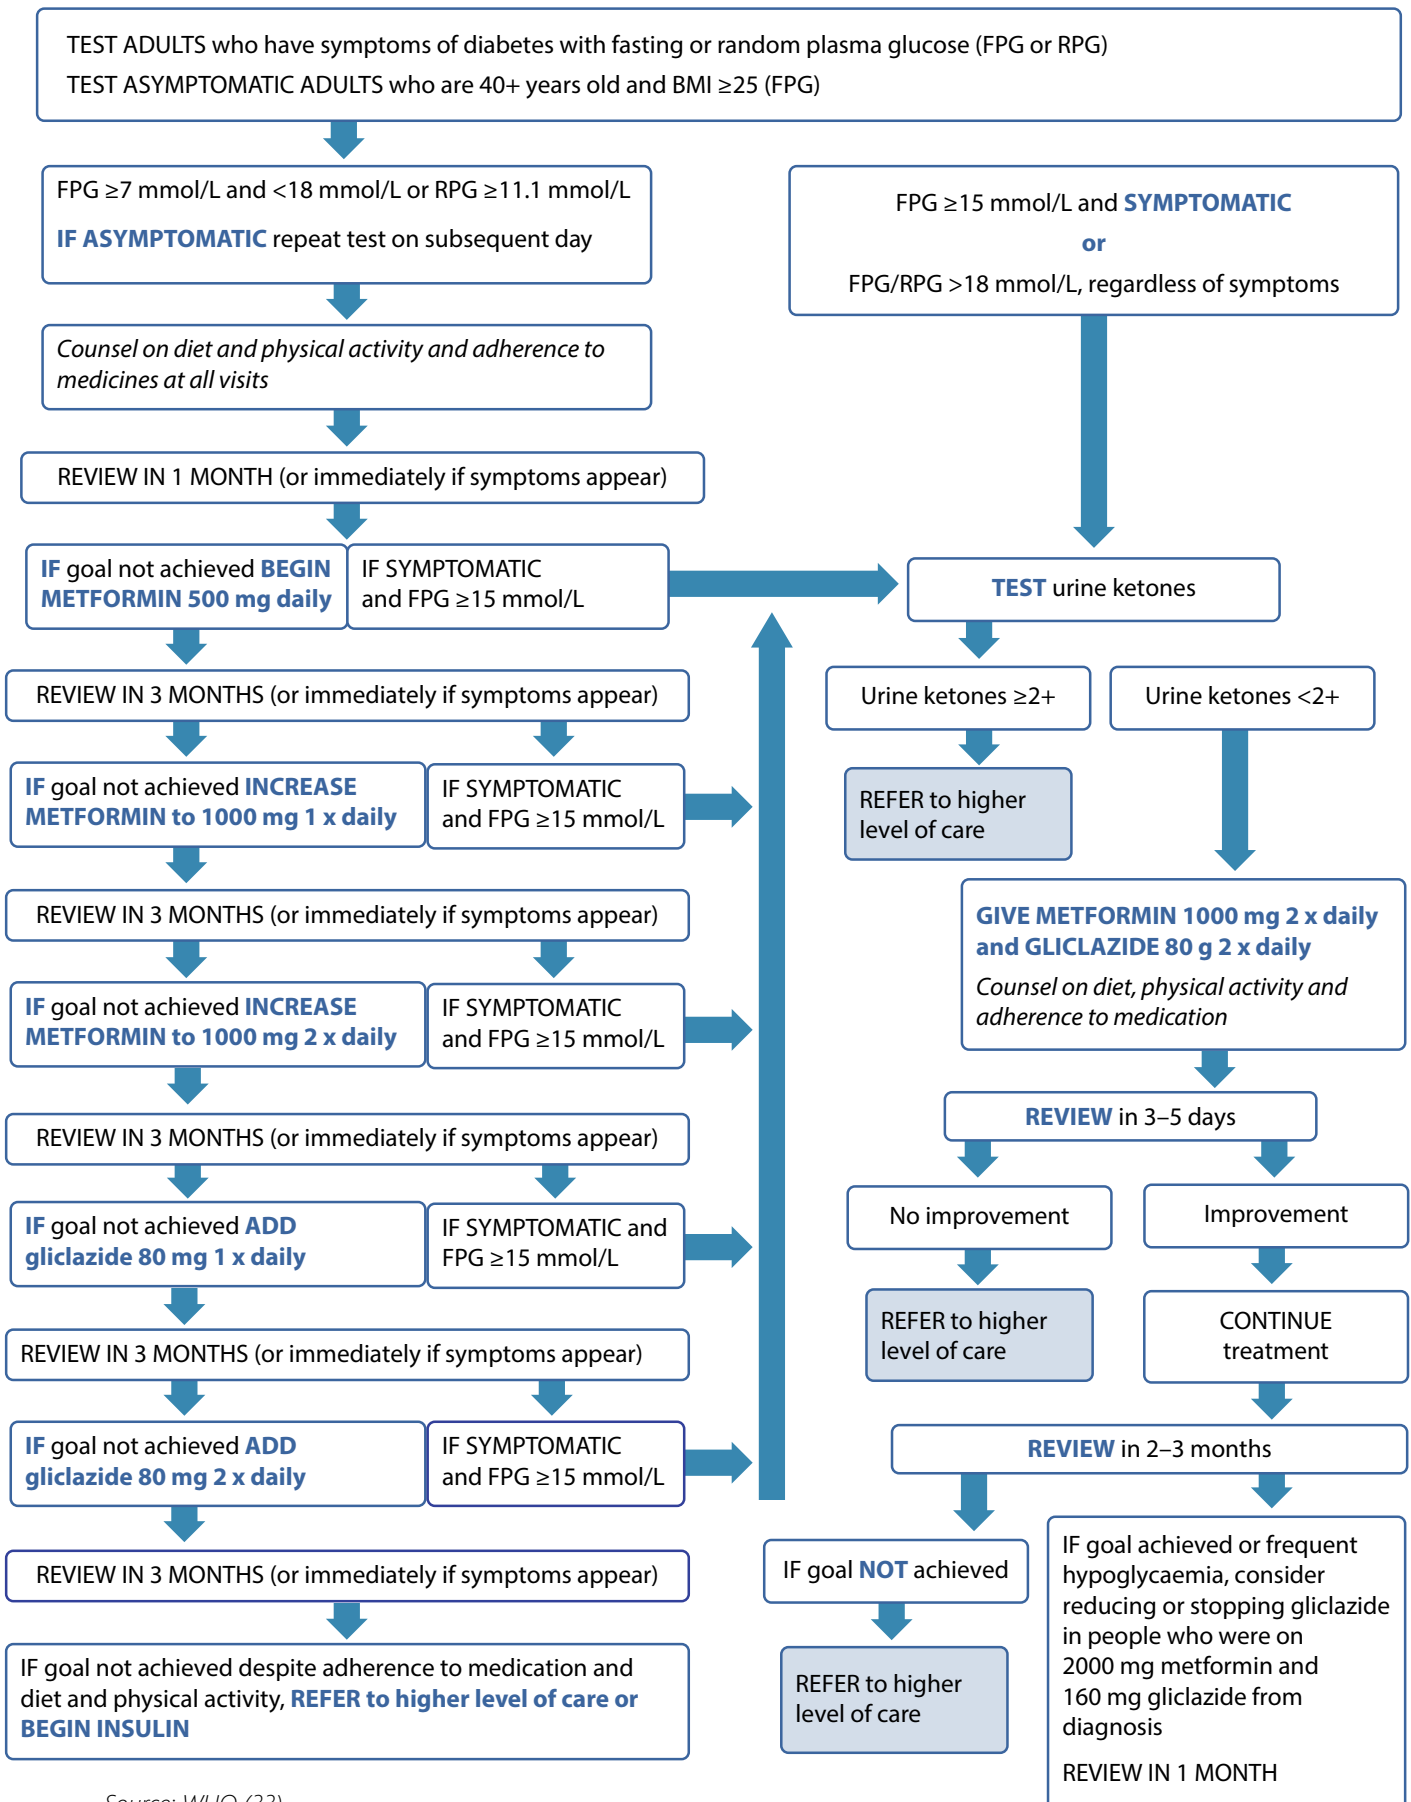 TEST ADULTS who have symptoms of diabetes with fasting or random plasma glucose (FPG or RPG)
TEST ASYMPTOMATIC ADULTS who are 40+ years old and BMI ≥25 (FPG)
FPG ≥7 mmol/L and <18 mmol/L or RPG ≥11.1 mmol/L
IF ASYMPTOMATIC repeat test on subsequent day
Counsel on diet and physical activity and adherence to
medicines at all visits
REVIEW IN 1 MONTH (or immediately if symptoms appear)
IF goal not achieved BEGIN
METFORMIN 500 mg daily
IF SYMPTOMATIC
and FPG ≥15 mmol/L
REVIEW IN 3 MONTHS (or immediately if symptoms appear)
IF goal not achieved INCREASE
METFORMIN to 1000 mg 1 x daily
IF SYMPTOMATIC
and FPG ≥15 mmol/L
REVIEW IN 3 MONTHS (or immediately if symptoms appear)
IF goal not achieved INCREASE
METFORMIN to 1000 mg 2 x daily
IF SYMPTOMATIC
and FPG ≥15 mmol/L
REVIEW IN 3 MONTHS (or immediately if symptoms appear)
IF goal not achieved ADD
gliclazide 80 mg 1 x daily
IF SYMPTOMATIC and
FPG ≥15 mmol/L
REVIEW IN 3 MONTHS (or immediately if symptoms appear)
IF goal not achieved ADD
gliclazide 80 mg 2 x daily
IF SYMPTOMATIC
and FPG ≥15 mmol/L
REVIEW IN 3 MONTHS (or immediately if symptoms appear)
IF goal not achieved despite adherence to medication and
diet and physical activity, REFER to higher level of care or
BEGIN INSULIN
FPG ≥15 mmol/L and SYMPTOMATIC
or
FPG/RPG >18 mmol/L, regardless of symptoms
TEST urine ketones
Urine ketones ≥2+
REFER to higher
level of care
Urine ketones <2+
GIVE METFORMIN 1000 mg 2 x daily
and GLICLAZIDE 80 g 2 x daily
Counsel on diet, physical activity and
adherence to medication
REVIEW in 3–5 days
No improvement
REFER to higher
level of care
Improvement
CONTINUE
treatment
REVIEW in 2–3 months
IF goal NOT achieved
REFER to higher
level of care
IF goal achieved or frequent
hypoglycaemia, consider
reducing or stopping gliclazide
in people who were on
2000 mg metformin and
160 mg gliclazide from
diagnosis
REVIEW IN 1 MONTH
Source: WHO (33)